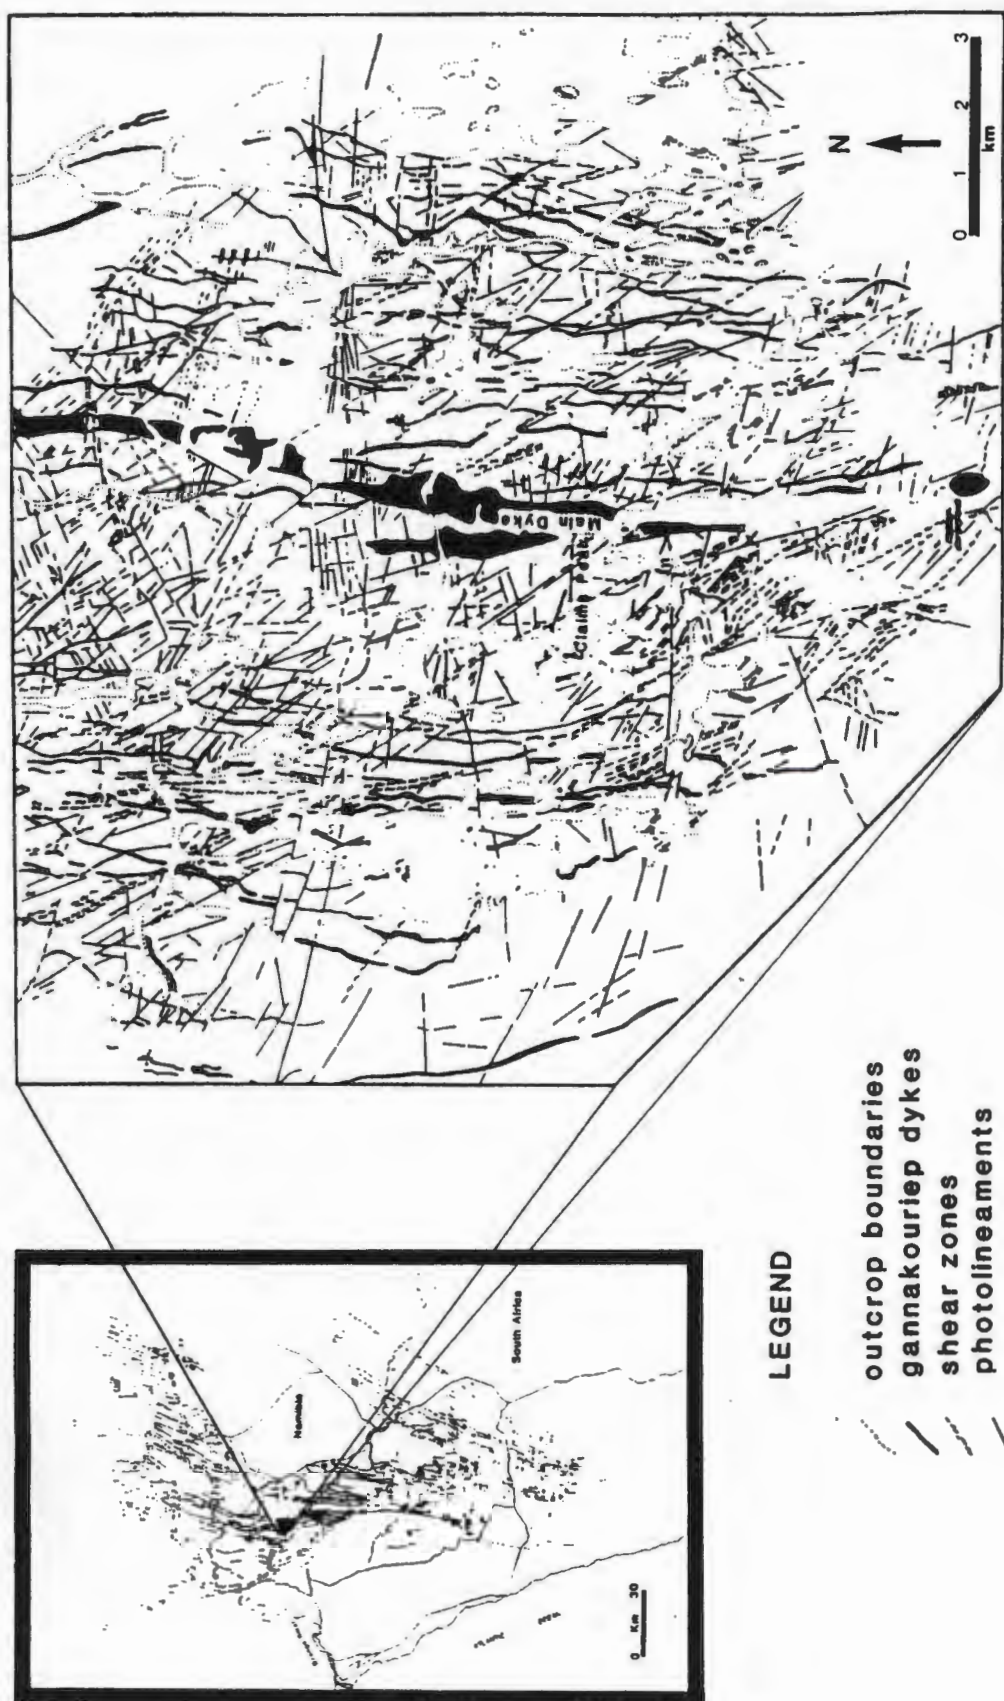 N
0 1 2 3
km
Main Dyke
Claims Peak
Namibia
South Africa
0 Km 30
LEGEND
outcrop boundaries
gannakouriep dykes
shear zones
photolineaments